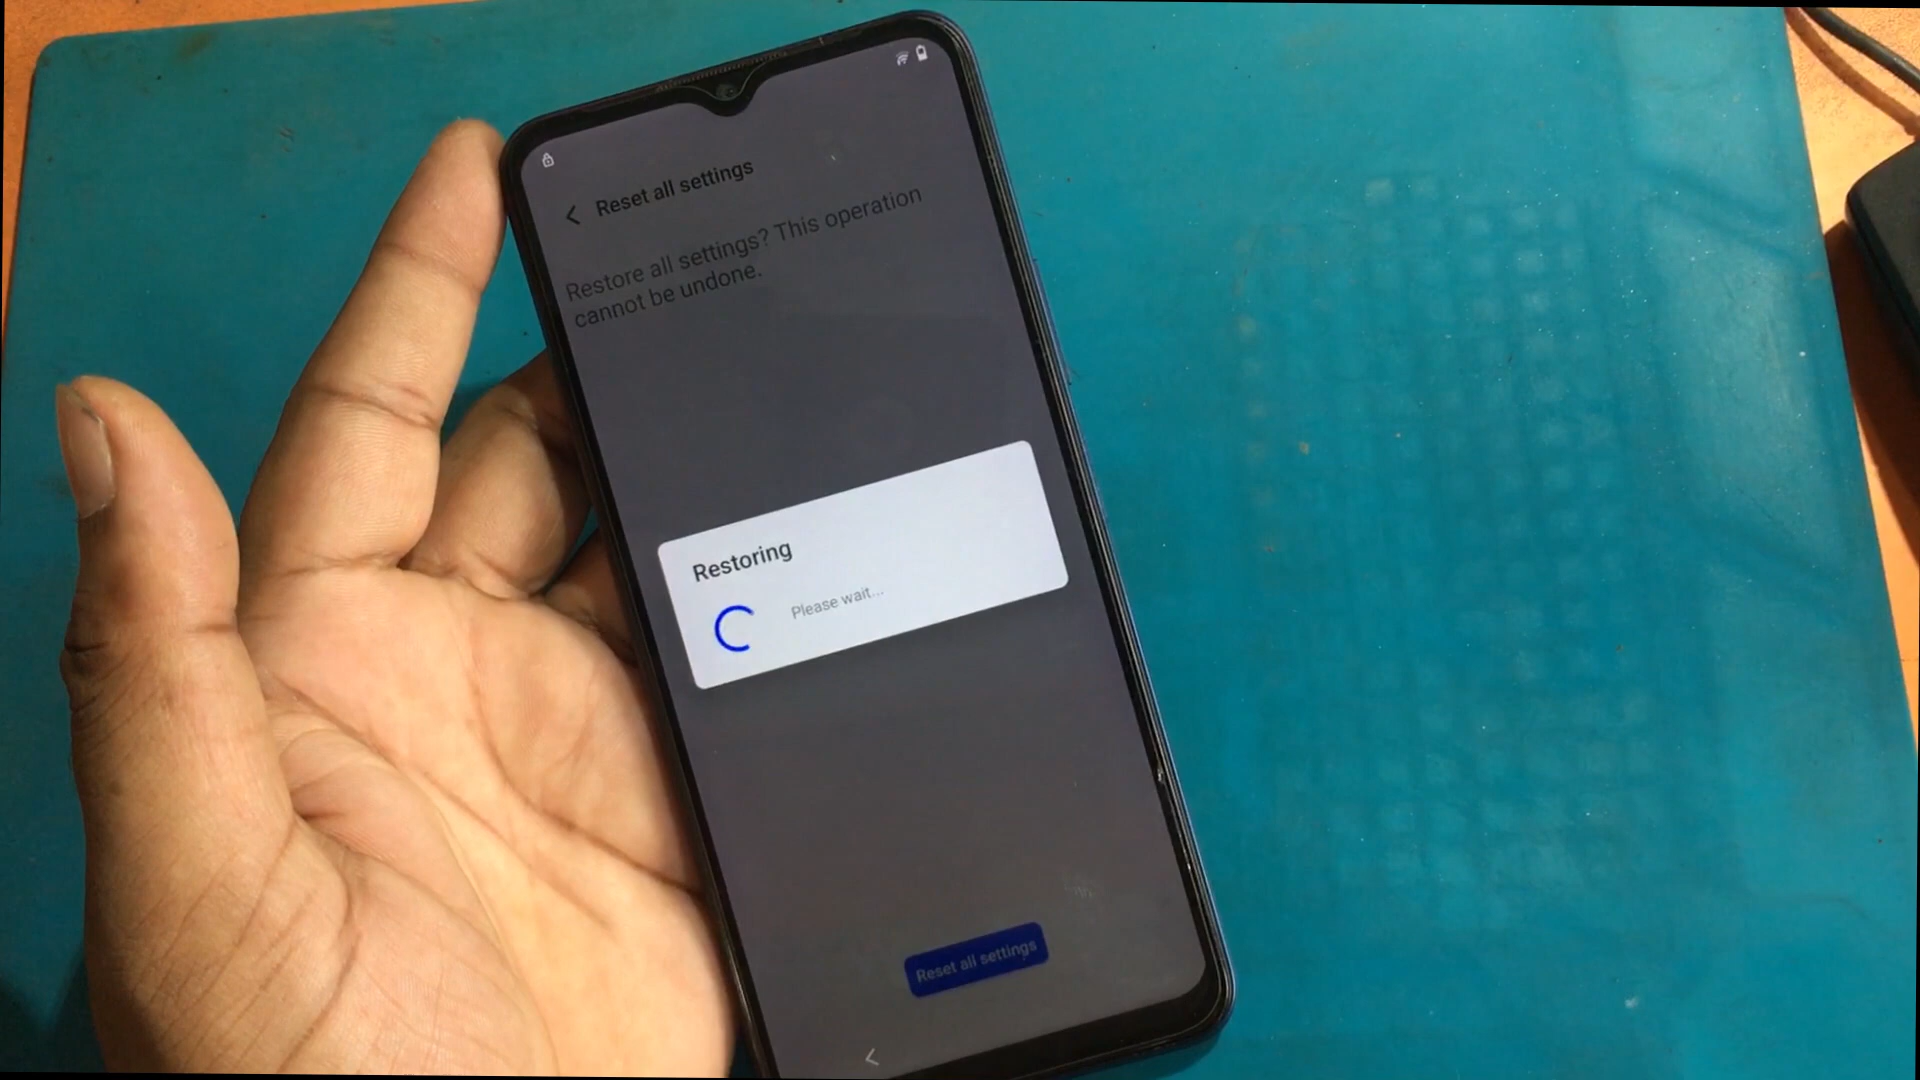 Reset all settings
Restore all settings? This operation
cannot be undone.
Restoring
Please wait...
Reset all settings